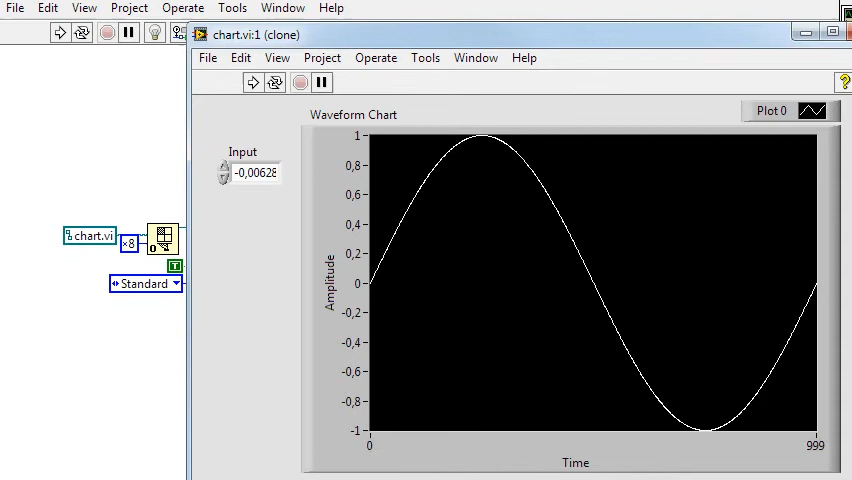 File Edit View Project Operate Tools Window Help
chart.vi:1 (clone)
File Edit View Project Operate Tools Window Help
?
Waveform Chart
Plot 0
Input
-0,00628
1
0,8
0,6
0,4
0,2
0
-0,2
-0,4
-0,6
-0,8
-1
Amplitude
0
999
Time
chart.vi
×8
T
Standard